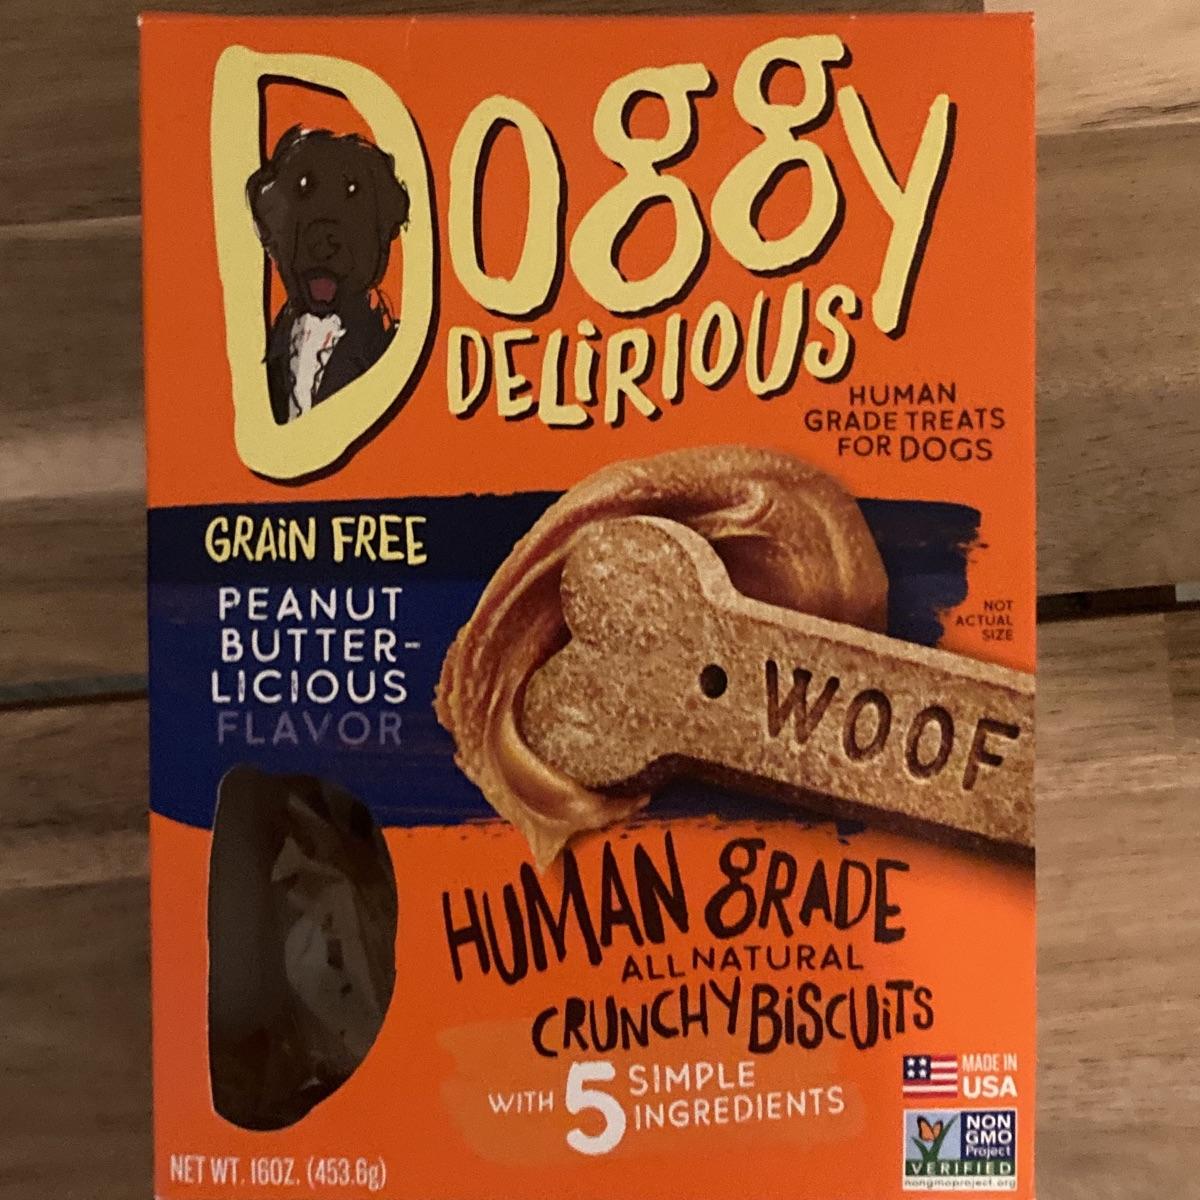 Doggy
DELIRIOUS
HUMAN
GRADE TREATS
FOR DOGS
GRAIN FREE
PEANUT
BUTTER-
LICIOUS
FLAVOR
NOT
ACTUAL
SIZE
WOOF
HUMAN GRADE
ALL NATURAL
CRUNCHY BISCUITS
WITH 5 SIMPLE
INGREDIENTS
MADE IN
USA
NON
GMO
Project
VERIFIED
nongmoproject.org
NET WT. 16OZ. (453.6g)